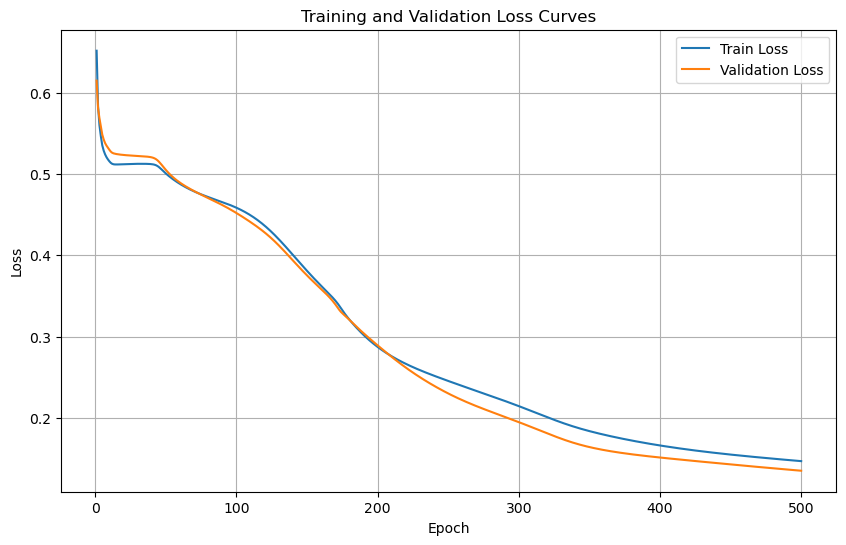 Training and Validation Loss Curves
Train Loss
Validation Loss
Loss
0.6
0.5
0.4
0.3
0.2
0
100
200
300
400
500
Epoch